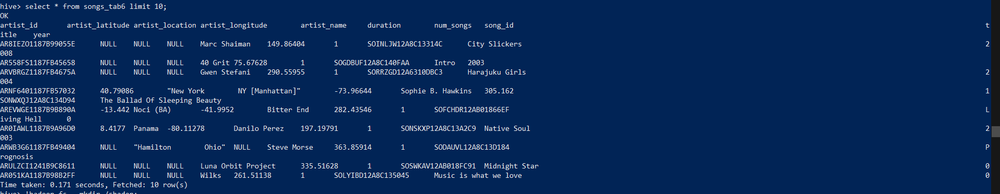 hive> select * from songs_tab6 limit 10;
OK
artist_id artist_latitude artist_location artist_longitude artist_name duration num_songs song_id t
itle year
AR8IEZO1187B99055E NULL NULL NULL Marc Shaiman 149.86404 1 SOINLJW12A8C13314C City Slickers 2
008
AR558FS1187FB45658 NULL NULL NULL 40 Grit 75.67628 1 SOGDBUF12A8C140FAA Intro 2003
ARVBRGZ1187FB4675A NULL NULL NULL Gwen Stefani 290.55955 1 SORRZGD12A6310DBC3 Harajuku Girls 2
004
ARNF6401187FB57032 40.79086 "New York NY [Manhattan]" -73.96644 Sophie B. Hawkins 305.162 1
SONWXQJ12A8C134D94 The Ballad Of Sleeping Beauty
AREVWGE1187B9B890A -13.442 Noci (BA) -41.9952 Bitter End 282.43546 1 SOFCHDR12AB01866EF L
iving Hell 0
AR0IAWL1187B9A96D0 8.4177 Panama -80.11278 Danilo Perez 197.19791 1 SONSKXP12A8C13A2C9 Native Soul 2
003
ARWB3G61187FB49404 NULL "Hamilton Ohio" NULL Steve Morse 363.85914 1 SODAUVL12A8C13D184 P
rognosis
ARULZCI1241B9C8611 NULL NULL NULL Luna Orbit Project 335.51628 1 SOSWKAV12AB018FC91 Midnight Star 0
AR051KA1187B98B2FF NULL NULL NULL Wilks 261.51138 1 SOLYIBD12A8C135045 Music is what we love 0
Time taken: 0.171 seconds, Fetched: 10 row(s)
hive> !hadoop fs -mkdir